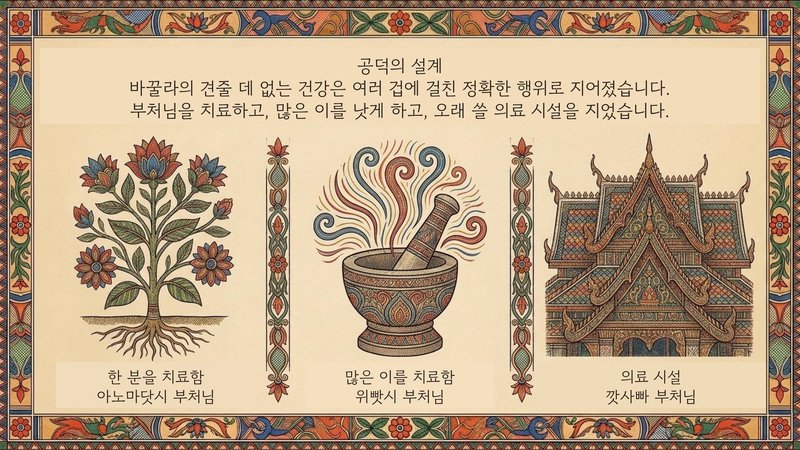 공덕의 설계
바꿀라의 견줄 데 없는 건강은 여러 겁에 걸친 정확한 행위로 지어졌습니다.
부처님을 치료하고, 많은 이를 낫게 하고, 오래 쓸 의료 시설을 지었습니다.
한 분을 치료함
아노마닷시 부처님
많은 이를 치료함
위빳시 부처님
의료 시설
깟사빠 부처님